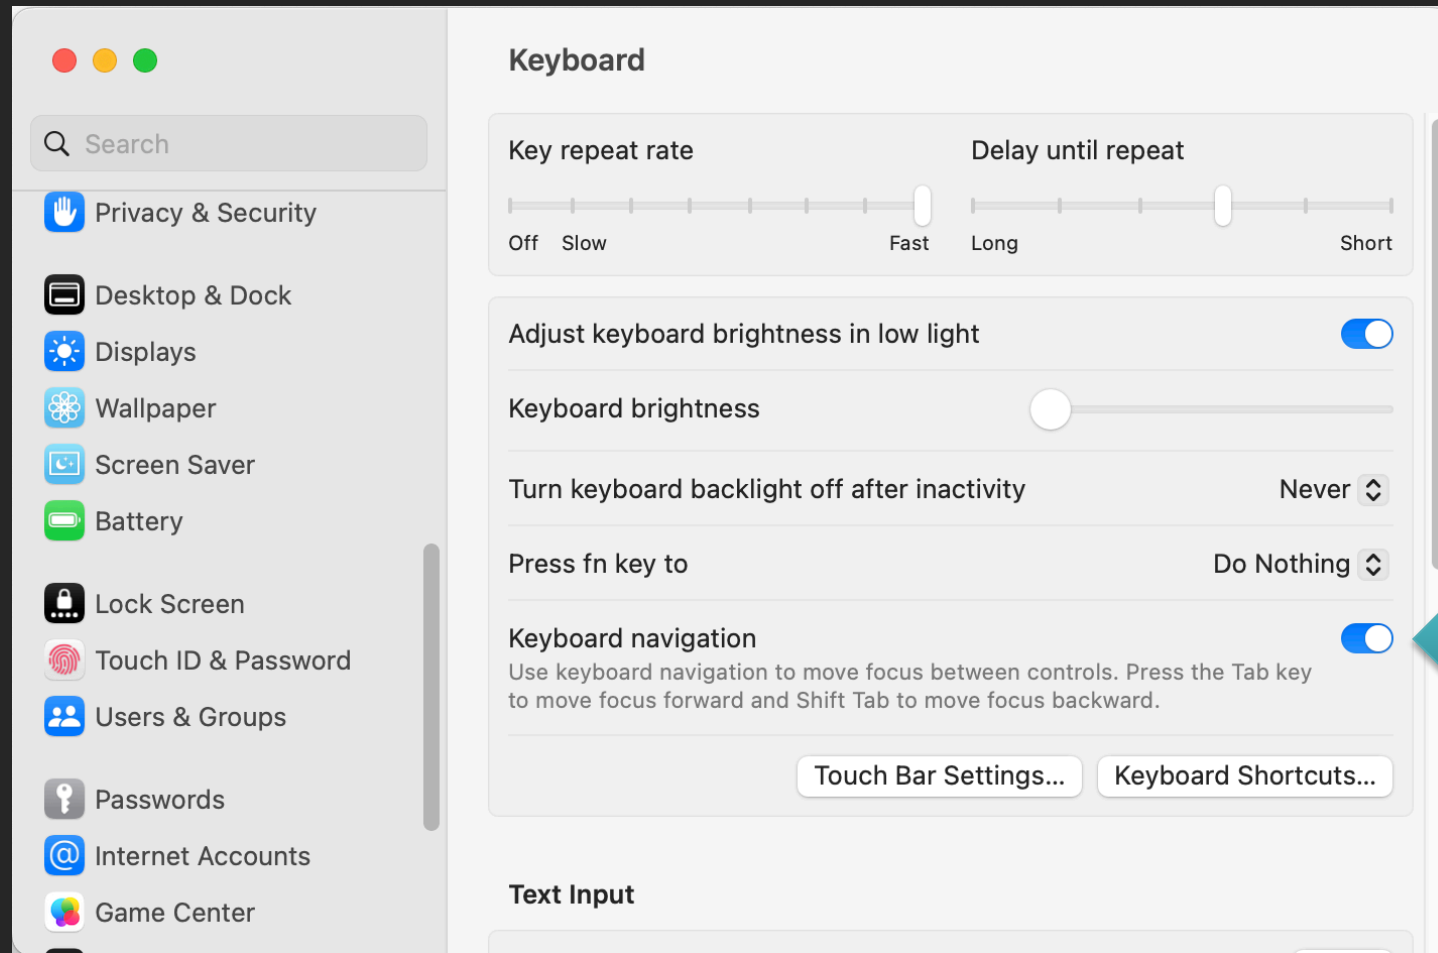 Search
Privacy & Security
Desktop & Dock
Displays
Wallpaper
Screen Saver
Battery
Lock Screen
Touch ID & Password
Users & Groups
Passwords
Internet Accounts
Game Center
Keyboard
Key repeat rate
Off Slow Fast
Delay until repeat
Long Short
Adjust keyboard brightness in low light
Keyboard brightness
Turn keyboard backlight off after inactivity Never
Press fn key to Do Nothing
Keyboard navigation
Use keyboard navigation to move focus between controls. Press the Tab key
to move focus forward and Shift Tab to move focus backward.
Touch Bar Settings... Keyboard Shortcuts...
Text Input